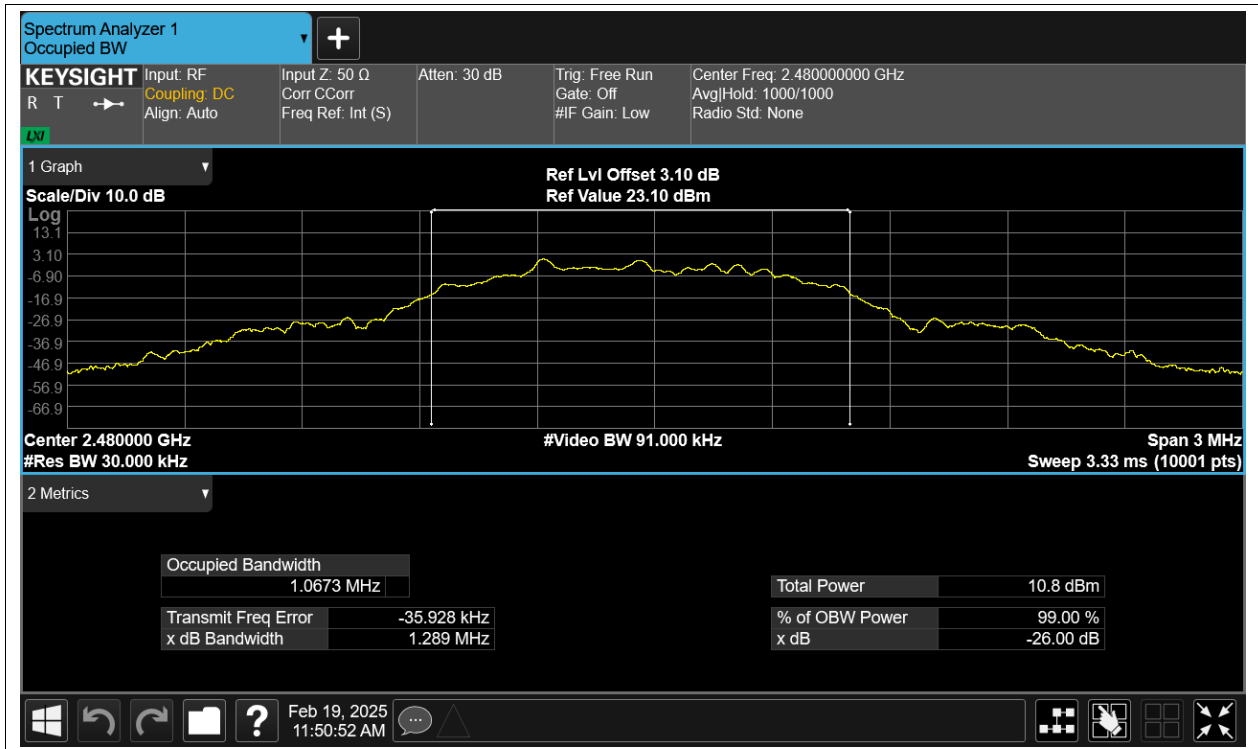 Spectrum Analyzer 1
Occupied BW
KEYSIGHT
R T
LXI
Input: RF
Coupling: DC
Align: Auto
Input Z: 50 Ω
Corr CCorr
Freq Ref: Int (S)
Atten: 30 dB
Trig: Free Run
Gate: Off
#IF Gain: Low
Center Freq: 2.480000000 GHz
Avg|Hold: 1000/1000
Radio Std: None
1 Graph
Ref Lvl Offset 3.10 dB
Scale/Div 10.0 dB
Ref Value 23.10 dBm
Log
13.1
3.10
-6.90
-16.9
-26.9
-36.9
-46.9
-56.9
-66.9
Center 2.480000 GHz
#Video BW 91.000 kHz
Span 3 MHz
#Res BW 30.000 kHz
Sweep 3.33 ms (10001 pts)
2 Metrics
Occupied Bandwidth
1.0673 MHz
Total Power 10.8 dBm
Transmit Freq Error -35.928 kHz
% of OBW Power 99.00 %
x dB Bandwidth 1.289 MHz
x dB -26.00 dB
?
Feb 19, 2025
11:50:52 AM